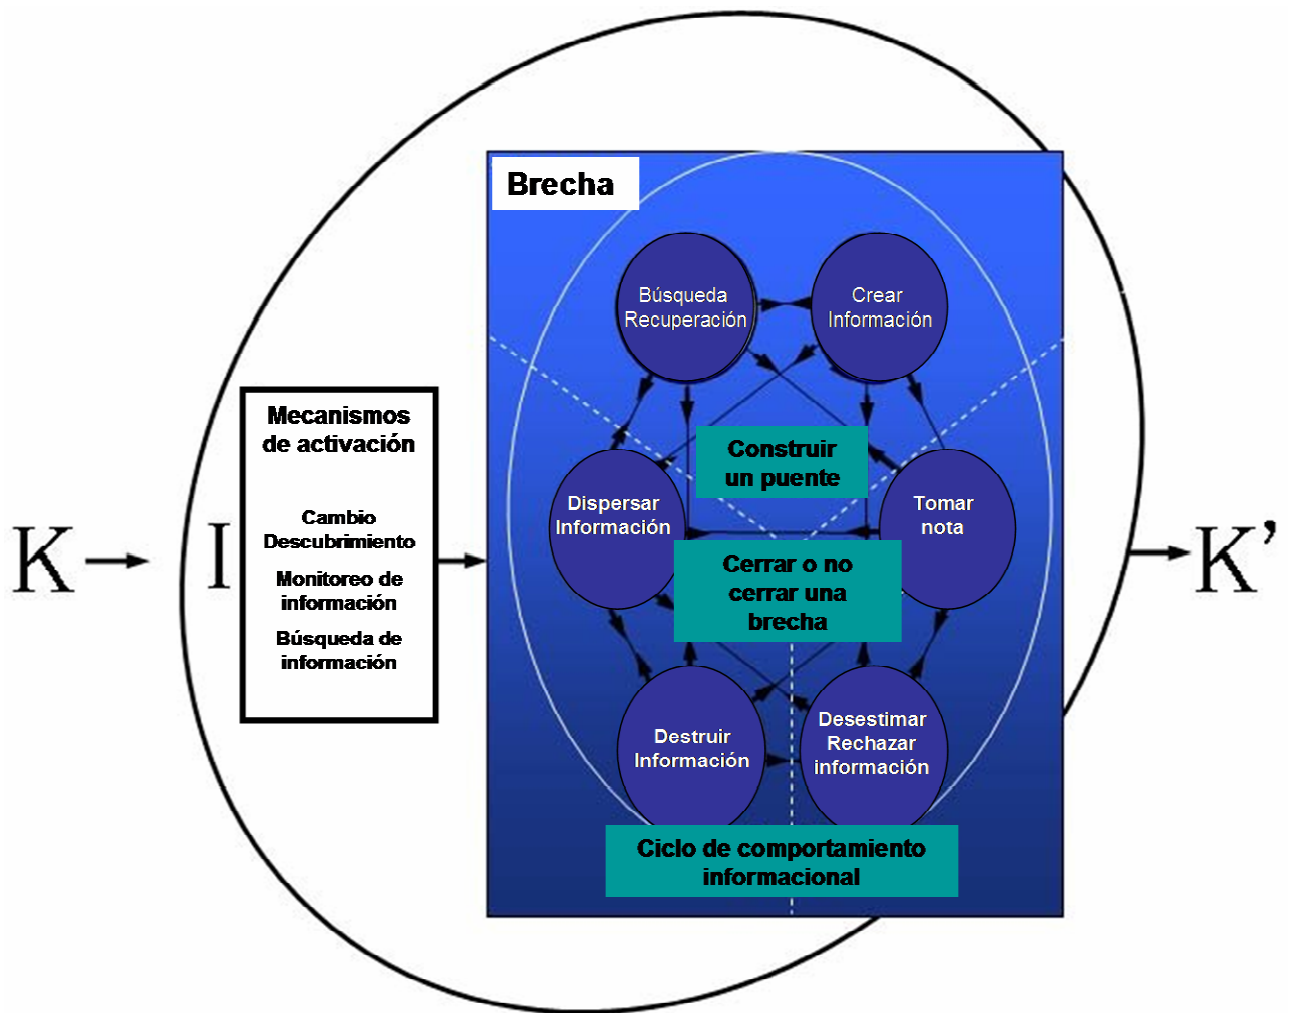 Brecha
Búsqueda
Recuperación
Crear
Información
Mecanismos
de activación
Cambio
Descubrimiento
Monitoreo de
información
Búsqueda de
información
K
I
Construir
un puente
Dispersar
Información
Tomar
nota
Cerrar o no
cerrar una
brecha
K’
Destruir
Información
Desestimar
Rechazar
información
Ciclo de comportamiento
informacional